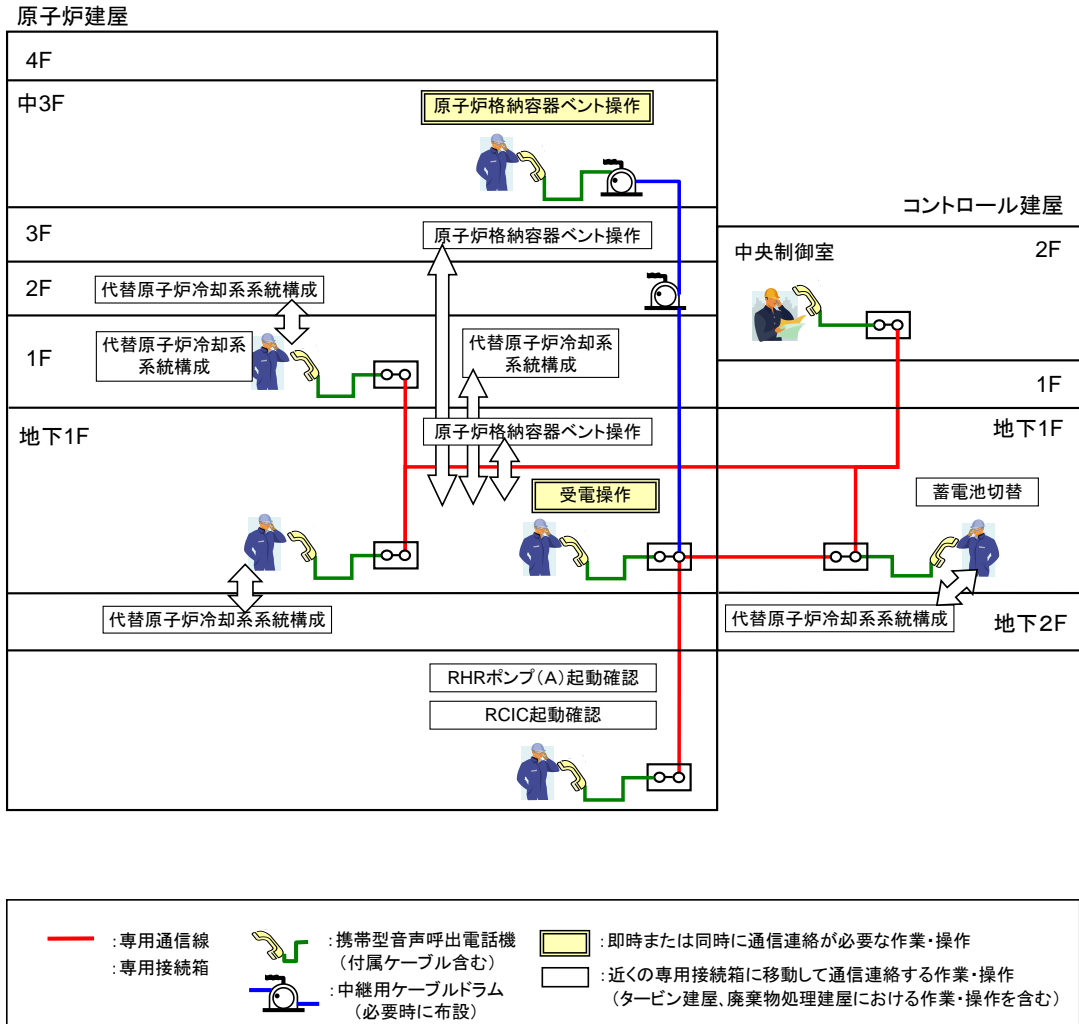 原子炉建屋
4F
中3F
原子炉格納容器ベント操作
コントロール建屋
3F
原子炉格納容器ベント操作
中央制御室
2F
2F
代替原子炉冷却系系統構成
1F
代替原子炉冷却系
系統構成
代替原子炉冷却系
系統構成
1F
地下1F
原子炉格納容器ベント操作
地下1F
受電操作
蓄電池切替
代替原子炉冷却系系統構成
代替原子炉冷却系系統構成
地下2F
RHRポンプ(A)起動確認
RCIC起動確認
:専用通信線
:専用接続箱
:携帯型音声呼出電話機
(付属ケーブル含む)
:中継用ケーブルドラム
(必要時に布設)
:即時または同時に通信連絡が必要な作業・操作
:近くの専用接続箱に移動して通信連絡する作業・操作
(タービン建屋、廃棄物処理建屋における作業・操作を含む)